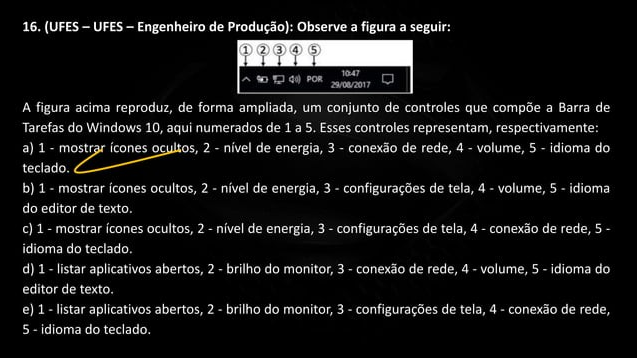 16. (UFES – UFES – Engenheiro de Produção): Observe a figura a seguir:
1 2 3 4 5
POR 10:47
29/08/2017
A figura acima reproduz, de forma ampliada, um conjunto de controles que compõe a Barra de
Tarefas do Windows 10, aqui numerados de 1 a 5. Esses controles representam, respectivamente:
a) 1 - mostrar ícones ocultos, 2 - nível de energia, 3 - conexão de rede, 4 - volume, 5 - idioma do
teclado.
b) 1 - mostrar ícones ocultos, 2 - nível de energia, 3 - configurações de tela, 4 - volume, 5 - idioma
do editor de texto.
c) 1 - mostrar ícones ocultos, 2 - nível de energia, 3 - configurações de tela, 4 - conexão de rede, 5 -
idioma do teclado.
d) 1 - listar aplicativos abertos, 2 - brilho do monitor, 3 - conexão de rede, 4 - volume, 5 - idioma do
editor de texto.
e) 1 - listar aplicativos abertos, 2 - brilho do monitor, 3 - configurações de tela, 4 - conexão de rede,
5 - idioma do teclado.